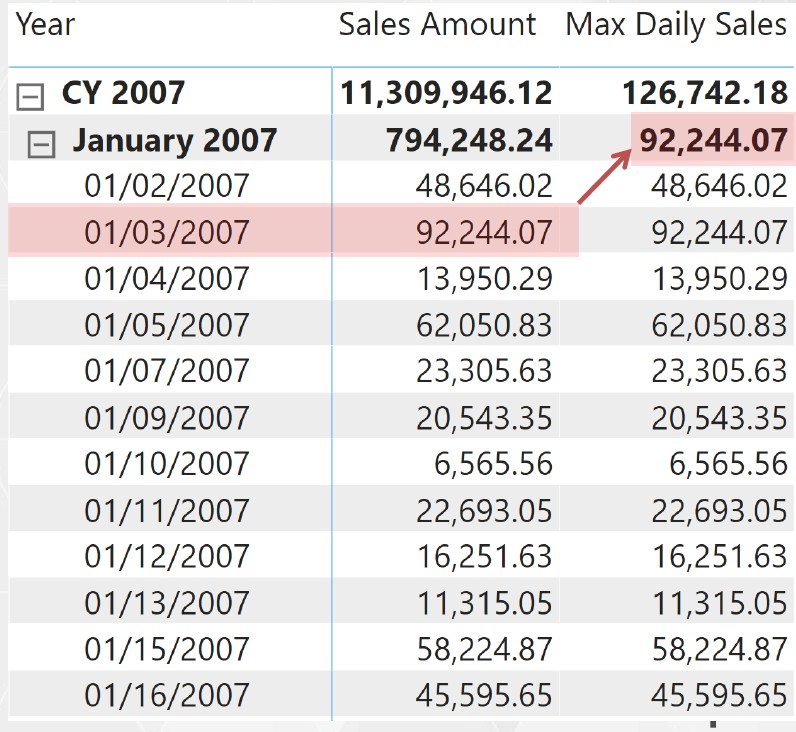 Year Sales Amount Max Daily Sales
CY 2007 11,309,946.12 126,742.18
January 2007 794,248.24 92,244.07
01/02/2007 48,646.02 48,646.02
01/03/2007 92,244.07 92,244.07
01/04/2007 13,950.29 13,950.29
01/05/2007 62,050.83 62,050.83
01/07/2007 23,305.63 23,305.63
01/09/2007 20,543.35 20,543.35
01/10/2007 6,565.56 6,565.56
01/11/2007 22,693.05 22,693.05
01/12/2007 16,251.63 16,251.63
01/13/2007 11,315.05 11,315.05
01/15/2007 58,224.87 58,224.87
01/16/2007 45,595.65 45,595.65